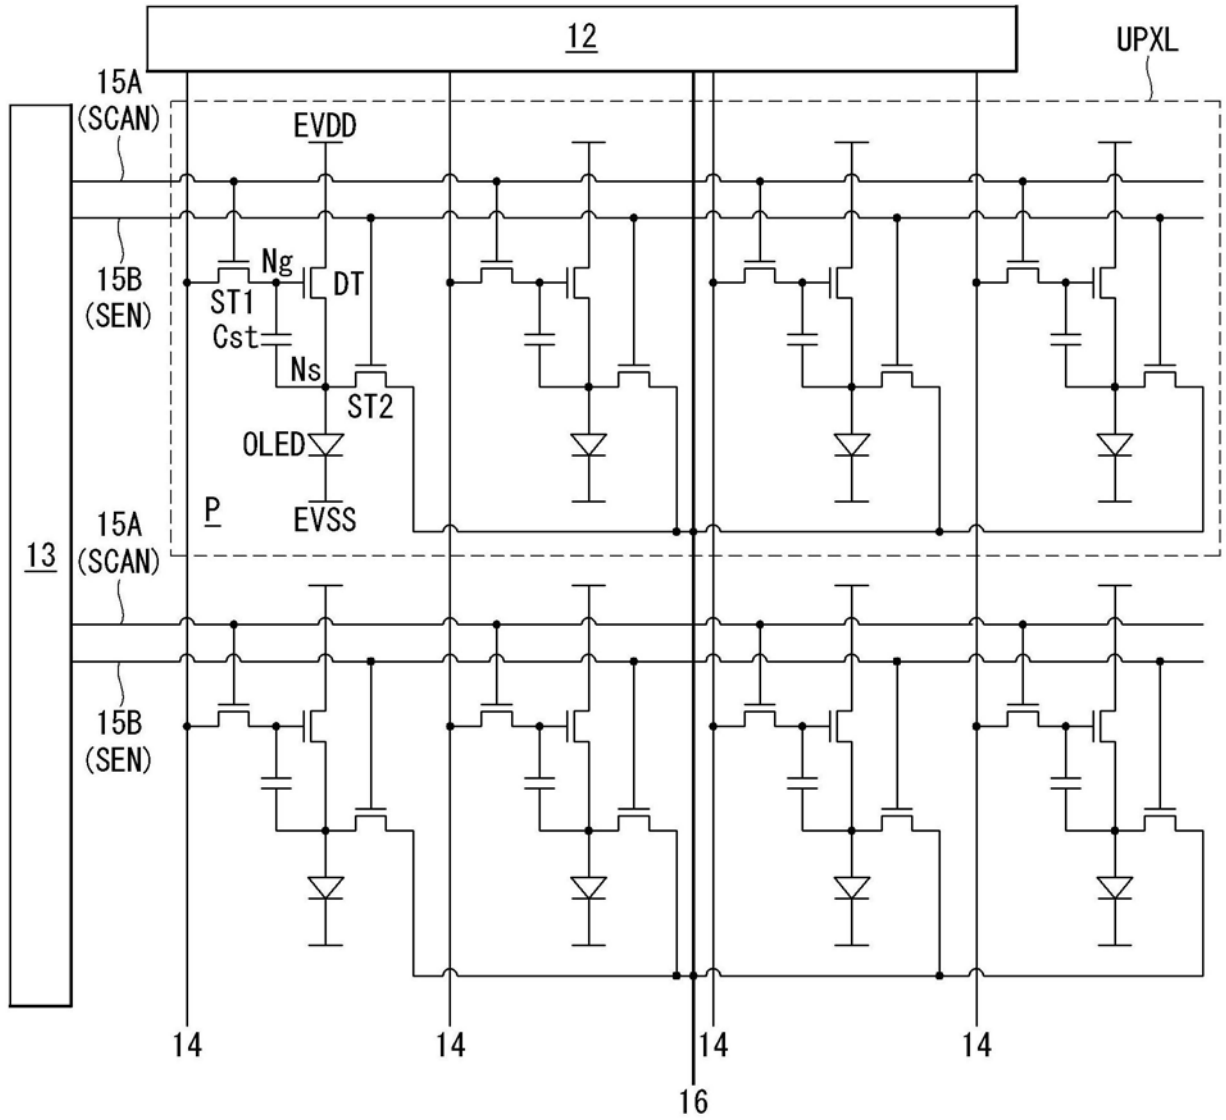 12
UPXL
15A
(SCAN)
EVDD
15B
(SEN)
Ng
DT
ST1
Cst
Ns
ST2
OLED
P
EVSS
15A
(SCAN)
13
15B
(SEN)
14
14
14
14
16